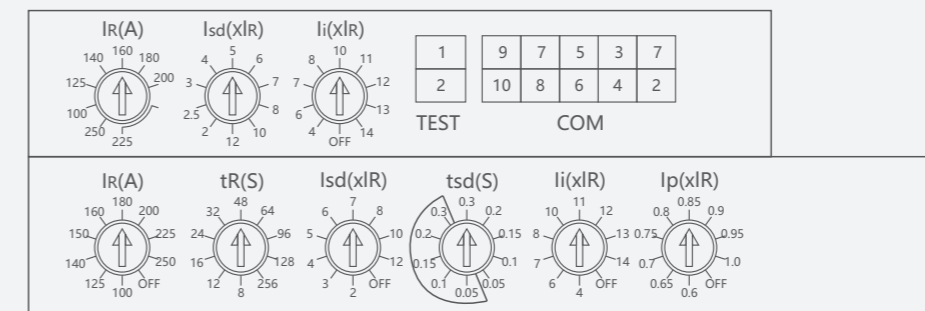 IR(A) Isd(xIR) Ii(xIR)
140 160 180 200 125 100 250 225
4 5 6 7 8 10 12 2 2.5 3
8 10 11 12 13 14 OFF 4 6 7
1 9 7 5 3 7
2 10 8 6 4 2
TEST COM
IR(A) tR(S) Isd(xIR) tsd(S) Ii(xIR) Ip(xIR)
160 180 200 225 250 OFF 100 125 140 150
32 48 64 96 128 256 8 12 16 24
6 7 8 10 12 OFF 2 3 4 5
0.3 0.3 0.2 0.15 0.1 0.05 0.05 0.1 0.15 0.2
10 11 12 13 14 OFF 4 6 7 8
0.8 0.85 0.9 0.95 1.0 OFF 0.6 0.65 0.7 0.75